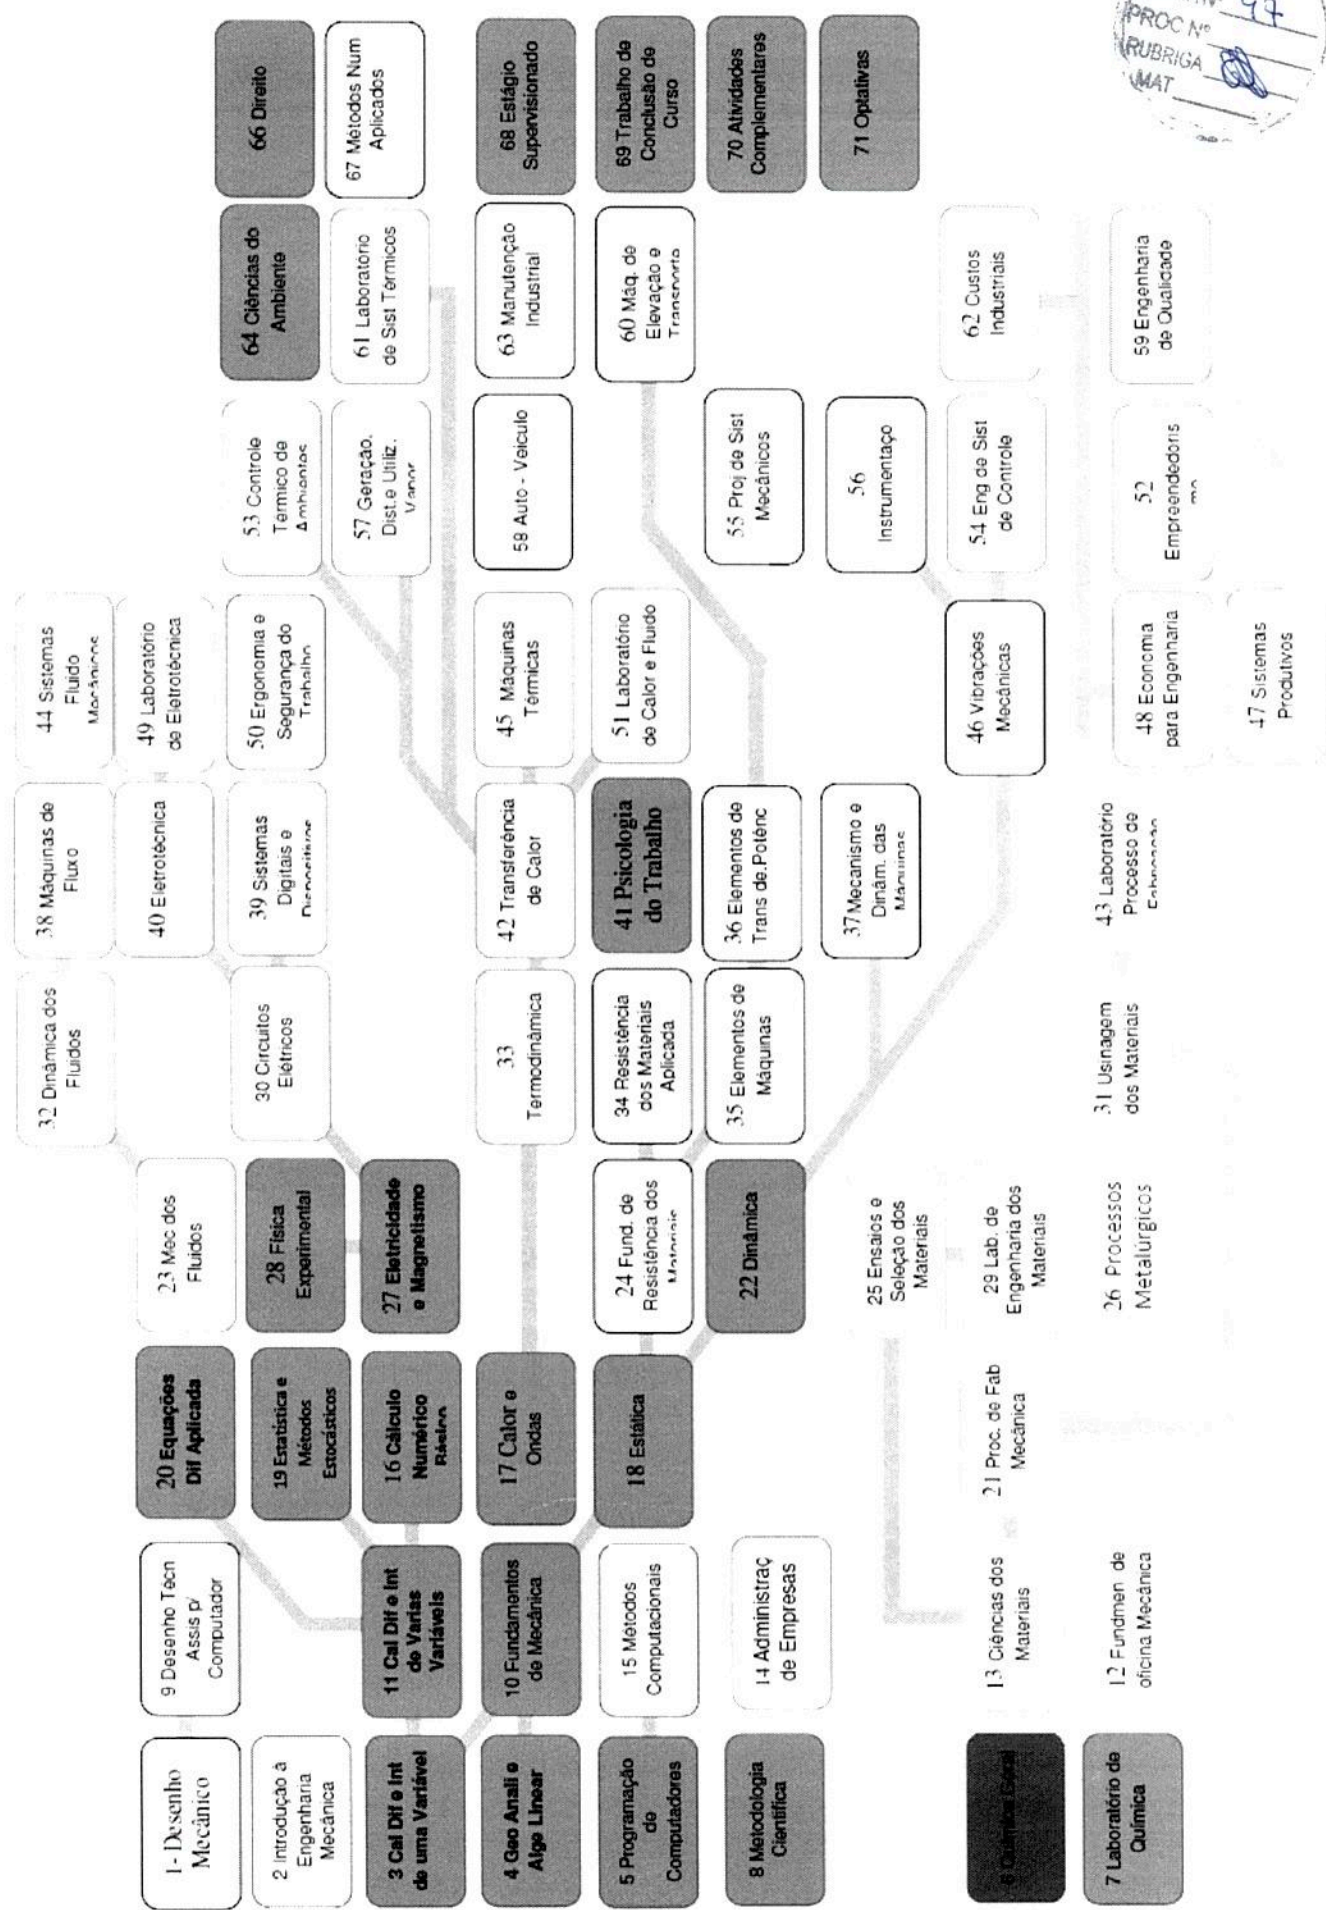 1- Desenho
Mecânico
2 Introdução à
Engenharia
Mecânica
3 Cal Dif e Int
de uma Variável
4 Geo Anali e
Alge Linear
5 Programação
de
Computadores
8 Metodologia
Científica
6 Química Geral
7 Laboratório de
Química
9 Desenho Tecn
Assis p/
Computador
11 Cal Dif e Int
de Varias
Variáveis
10 Fundamentos
de Mecânica
15 Métodos
Computacionais
14 Administraç
de Empresas
13 Ciências dos
Materiais
12 Fundmen de
oficina Mecânica
20 Equações
Dif Aplicada
19 Estatística e
Métodos
Estocásticos
16 Cálculo
Numérico
Básico
17 Calor e
Ondas
18 Estática
21 Proc. de Fab
Mecânica
23 Mec dos
Fluidos
28 Física
Experimental
27 Eletricidade
e Magnetismo
24 Fund. de
Resistência dos
Materiais
22 Dinâmica
25 Ensaios e
Seleção dos
Materiais
29 Lab. de
Engenharia dos
Materiais
26 Processos
Metalúrgicos
32 Dinâmica dos
Fluidos
30 Circuitos
Elétricos
33
Termodinâmica
34 Resistência
dos Materiais
Aplicada
35 Elementos de
Máquinas
31 Usinagem
dos Materiais
38 Máquinas de
Fluxo
40 Eletrotécnica
39 Sistemas
Digitais e
Dispositivos
42 Transferência
de Calor
41 Psicologia
do Trabalho
36 Elementos de
Trans de.Potênc
37 Mecanismo e
Dinâm. das
Máquinas
43 Laboratório
Processo de
Fabricação
44 Sistemas
Fluido
Mecânicos
49 Laboratório
de Eletrotécnica
50 Ergonomia e
Segurança do
Trabalho
45 Maquinas
Térmicas
51 Laboratório
de Calor e Fluido
46 Vibrações
Mecânicas
48 Economia
para Engenharia
47 Sistemas
Produtivos
53 Controle
Térmico de
Ambientes
57 Geração,
Dist.e Utiliz.
Vapor
58 Auto - Veículo
55 Proj de Sist
Mecânicos
56
Instrumentaço
54 Eng de Sist
de Controle
52
Empreendedoris
mo
64 Ciências do
Ambiente
61 Laboratório
de Sist Térmicos
63 Manutenção
Industrial
60 Máq. de
Elevação e
Transporte
62 Custos
Industriais
59 Engenharia
de Qualidade
66 Direito
67 Métodos Num
Aplicados
68 Estágio
Supervisionado
69 Trabalho de
Conclusão de
Curso
70 Atividades
Complementares
71 Optativas
97
PROC Nº
RUBRICA
MAT